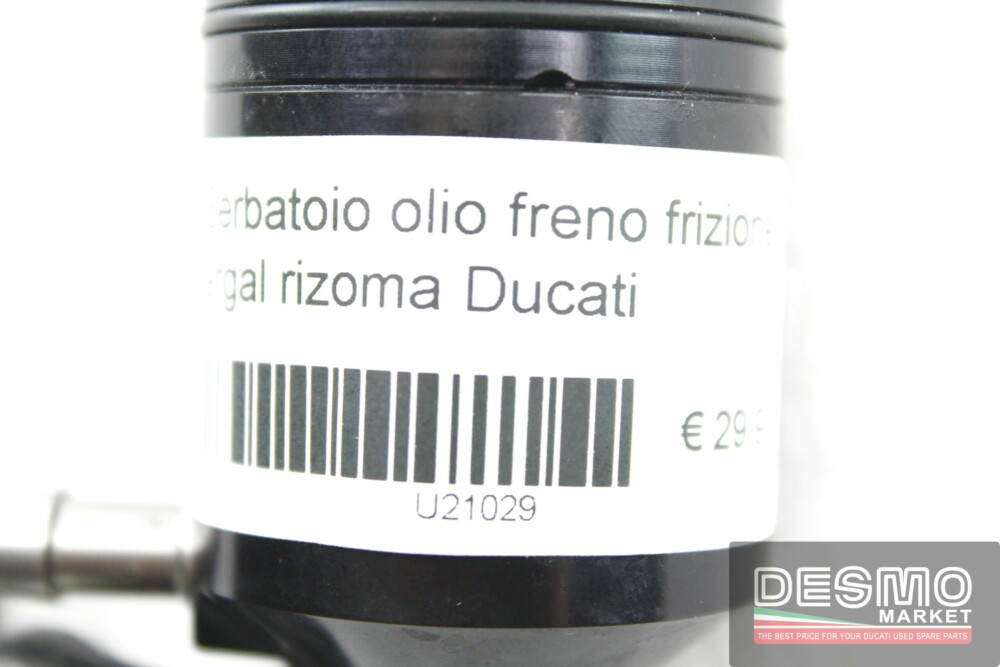 erbatoio olio freno frizione
rgal rizoma Ducati
€ 29
U21029
DESMO
MARKET
THE BEST PRICE FOR YOUR DUCATI USED SPARE PARTS